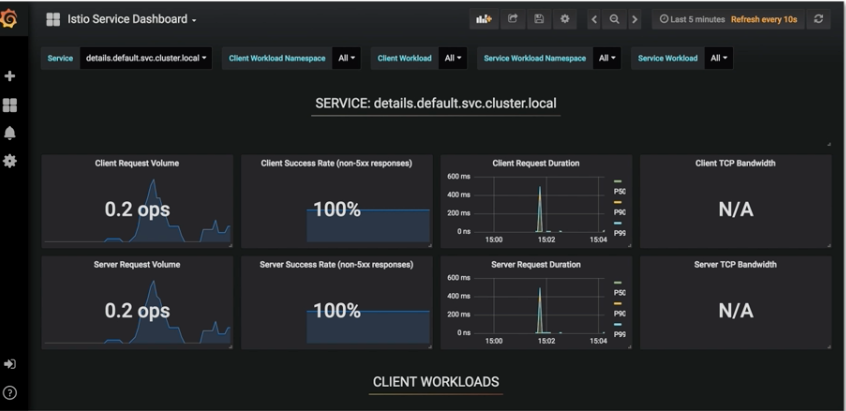 Istio Service Dashboard
Last 5 minutes Refresh every 10s
Service details.default.svc.cluster.local Client Workload Namespace All Client Workload All Service Workload Namespace All Service Workload All
SERVICE: details.default.svc.cluster.local
Client Request Volume
0.2 ops
Client Success Rate (non-5xx responses)
100%
Client Request Duration
600 ms
400 ms
200 ms
0 ns
15:00 15:02 15:04
P50
P90
P99
Client TCP Bandwidth
N/A
Server Request Volume
0.2 ops
Server Success Rate (non-5xx responses)
100%
Server Request Duration
600 ms
400 ms
200 ms
0 ns
15:00 15:02 15:04
P50
P90
P99
Server TCP Bandwidth
N/A
CLIENT WORKLOADS